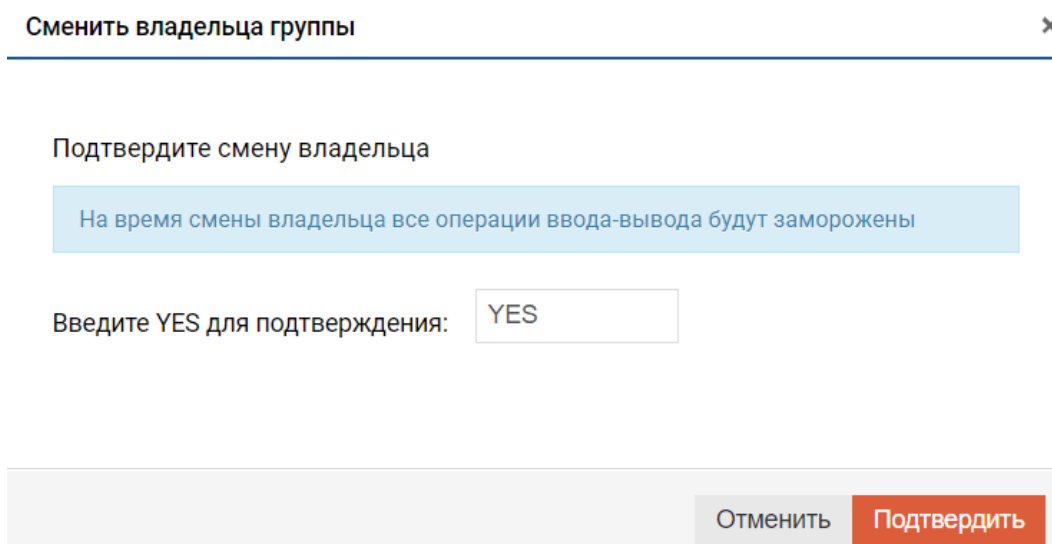 Сменить владельца группы
Подтвердите смену владельца
На время смены владельца все операции ввода-вывода будут заморожены
Введите YES для подтверждения: YES
Отменить Подтвердить